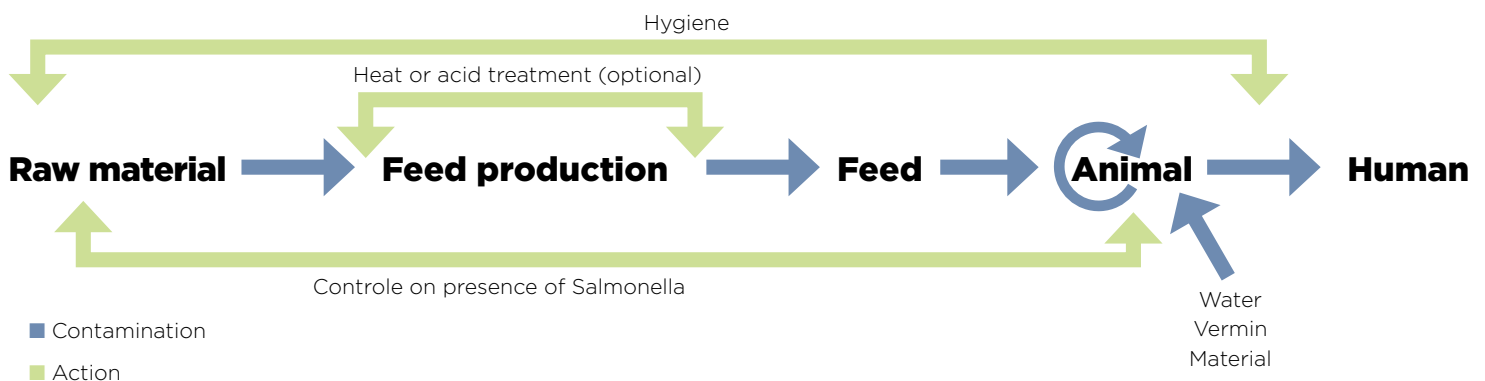 Hygiene
Heat or acid treatment (optional)
Raw material
Feed production
Feed
Animal
Human
Controle on presence of Salmonella
Water
Vermin
Material
Contamination
Action